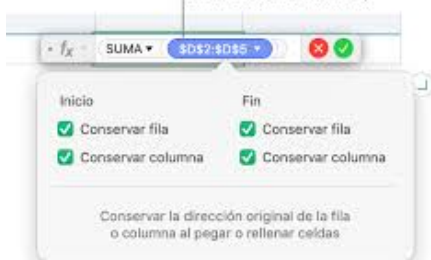 fx SUMA ▾ $D$2:$D$5 ▾
Inicio Fin
Conservar fila Conservar fila
Conservar columna Conservar columna
Conservar la dirección original de la fila
o columna al pegar o rellenar celdas